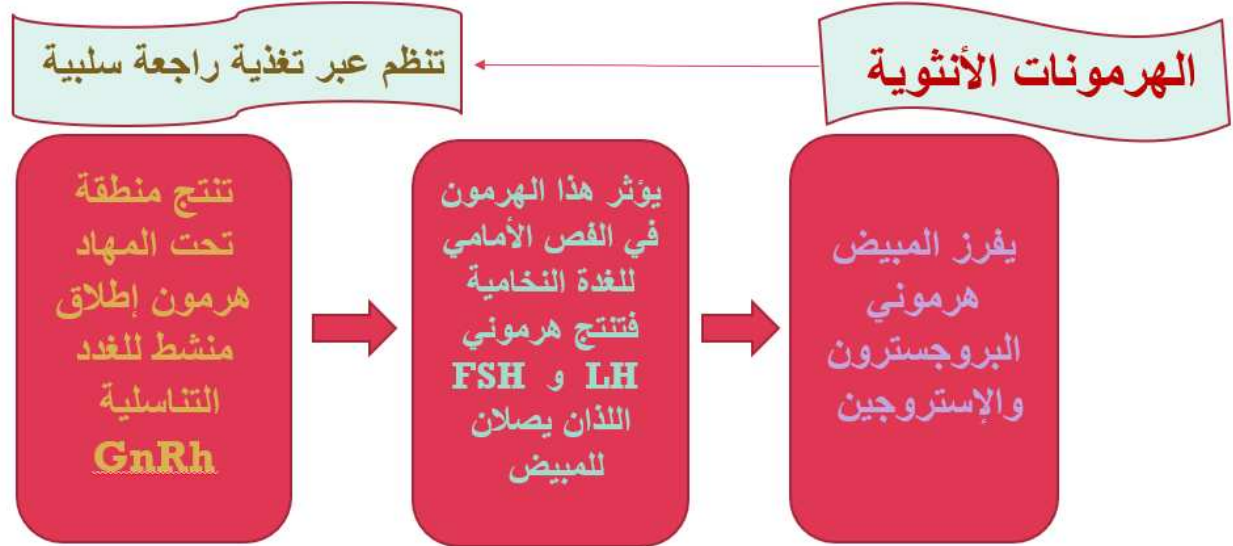 الهرمونات الأنثوية
تنظم عبر تغذية راجعة سلبية
تنتج منطقة
تحت المهاد
هرمون إطلاق
منشط للغدد
التناسلية
GnRh
يؤثر هذا الهرمون
في الفص الأمامي
للغدة النخامية
فتنتج هرموني
LH و FSH
اللذان يصلان
للمبيض
يفرز المبيض
هرموني
البروجسترون
والإستروجين